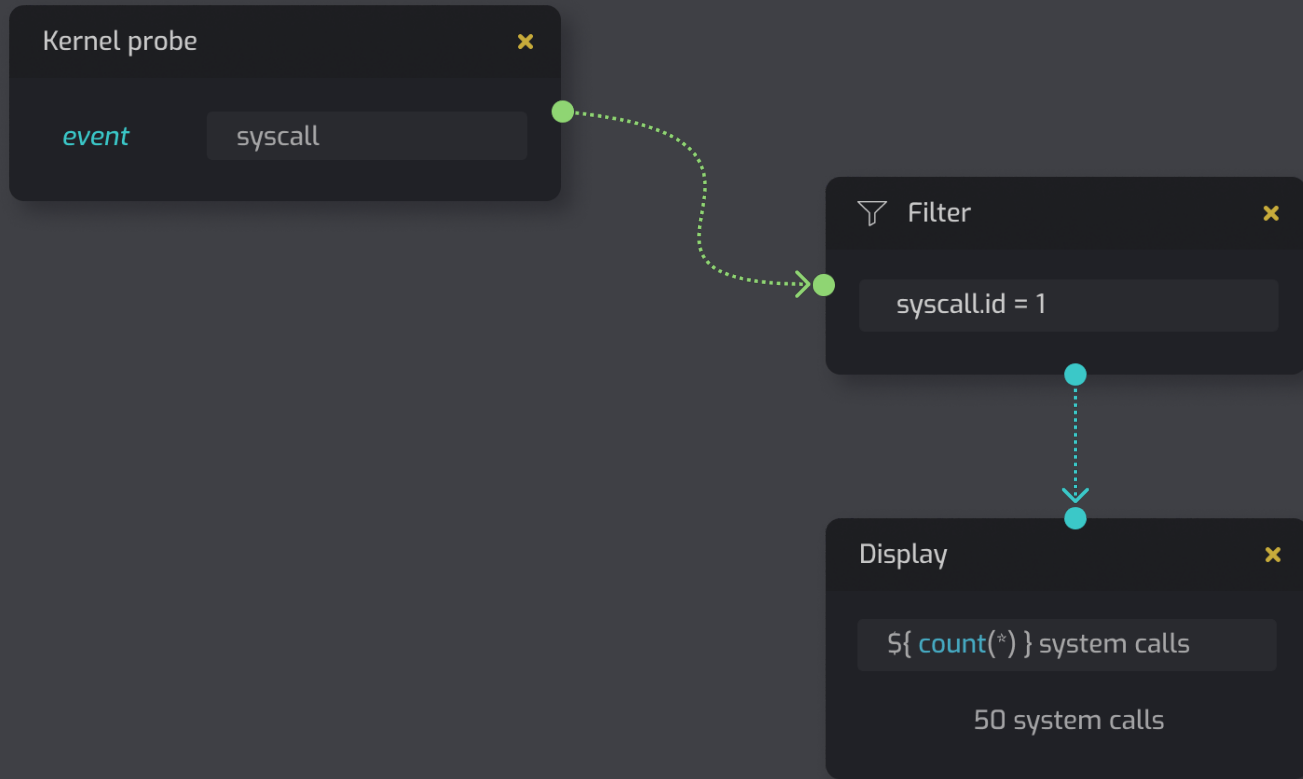 Kernel probe
event syscall
Filter
syscall.id = 1
Display
${ count(*) } system calls
50 system calls